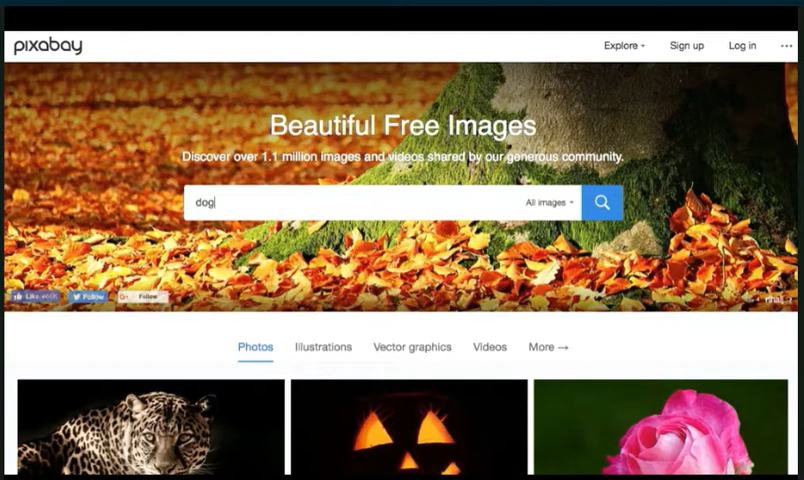 pixabay
Explore
Sign up
Log in
Beautiful Free Images
Discover over 1.1 million images and videos shared by our generous community.
dog
All images
Like
Follow
G+ Follow
Photos
Illustrations
Vector graphics
Videos
More →